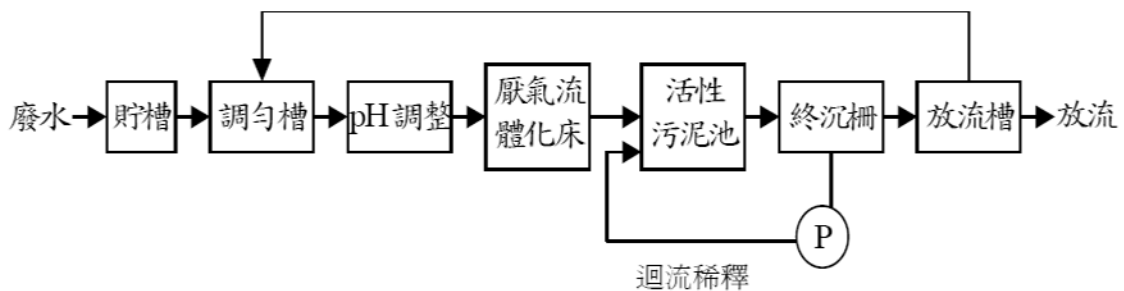 廢水
貯槽
調勻槽
pH調整
厭氣流
體化床
活性
污泥池
終沉柵
放流槽
放流
P
迴流稀釋